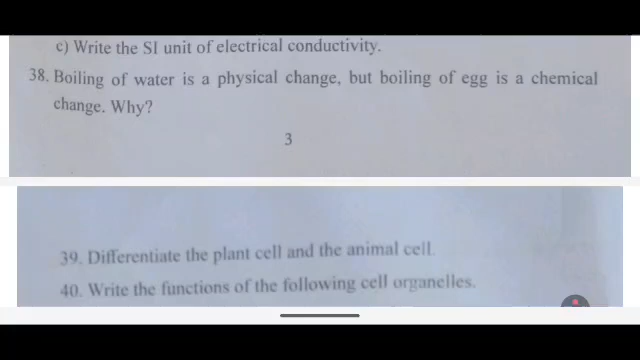 c) Write the SI unit of electrical conductivity.
38. Boiling of water is a physical change, but boiling of egg is a chemical
change. Why?
3
39. Differentiate the plant cell and the animal cell.
40. Write the functions of the following cell organelles.